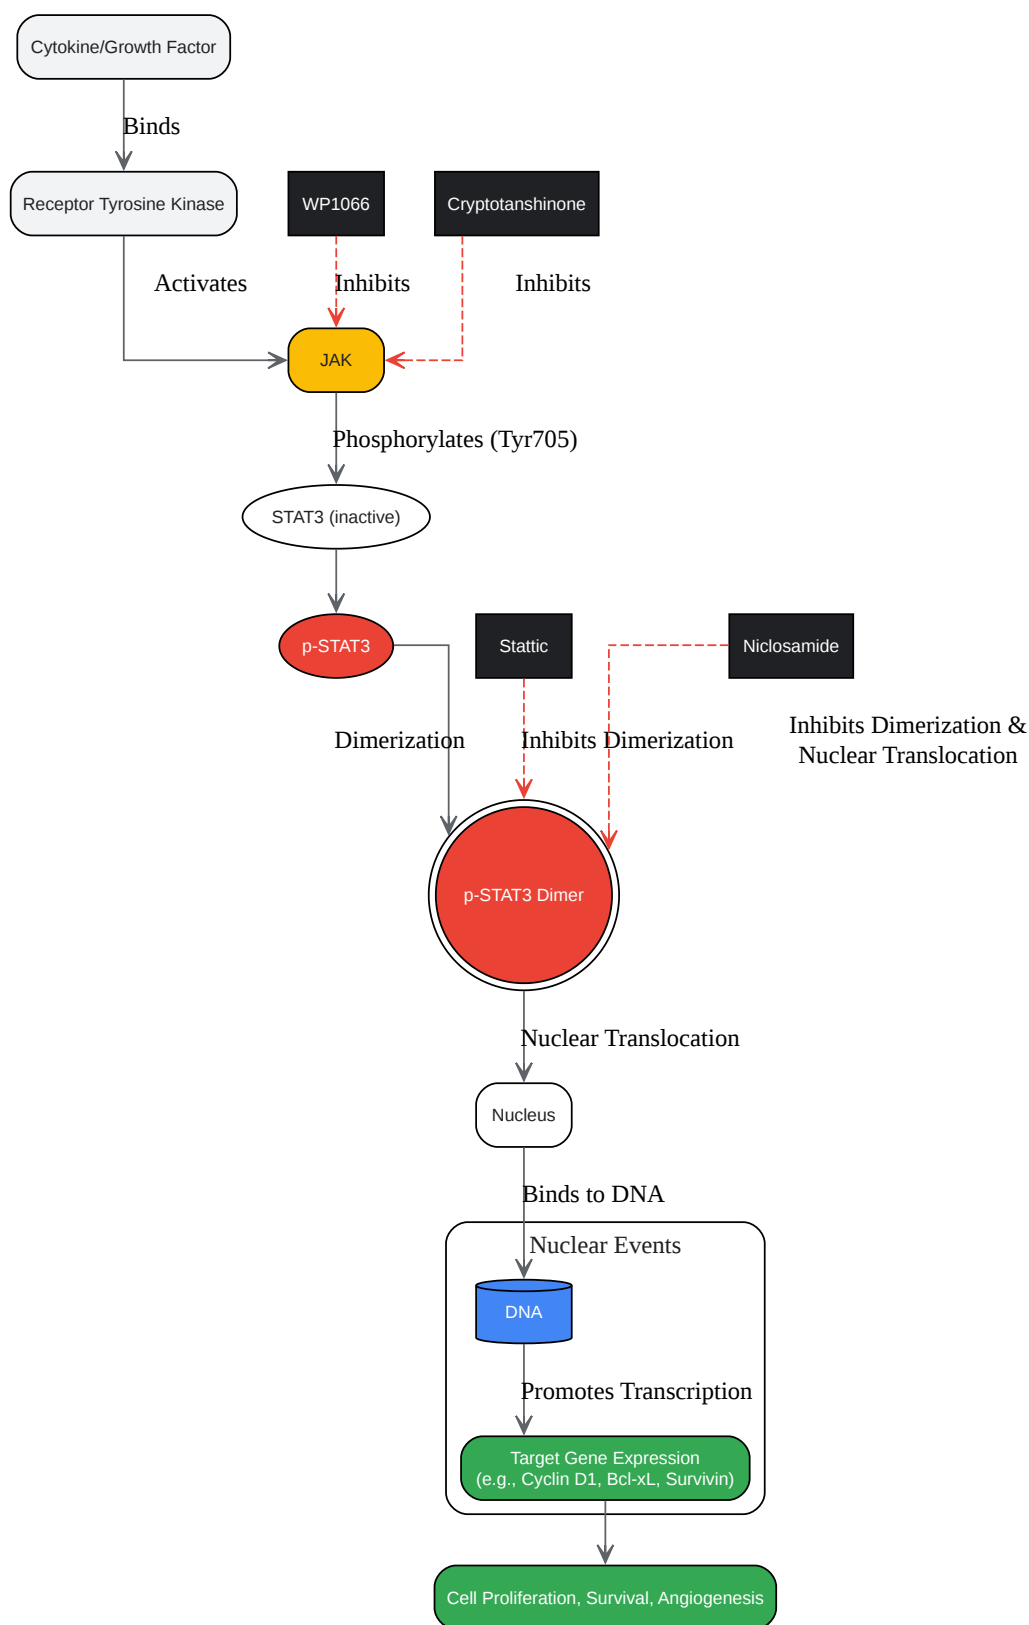 Cytokine/Growth Factor
Binds
Receptor Tyrosine Kinase
WP1066
Cryptotanshinone
Activates
Inhibits
Inhibits
JAK
Phosphorylates (Tyr705)
STAT3 (inactive)
p-STAT3
Stattic
Niclosamide
Dimerization
Inhibits Dimerization
Inhibits Dimerization &
Nuclear Translocation
p-STAT3 Dimer
Nuclear Translocation
Nucleus
Binds to DNA
Nuclear Events
DNA
Promotes Transcription
Target Gene Expression
(e.g., Cyclin D1, Bcl-xL, Survivin)
Cell Proliferation, Survival, Angiogenesis